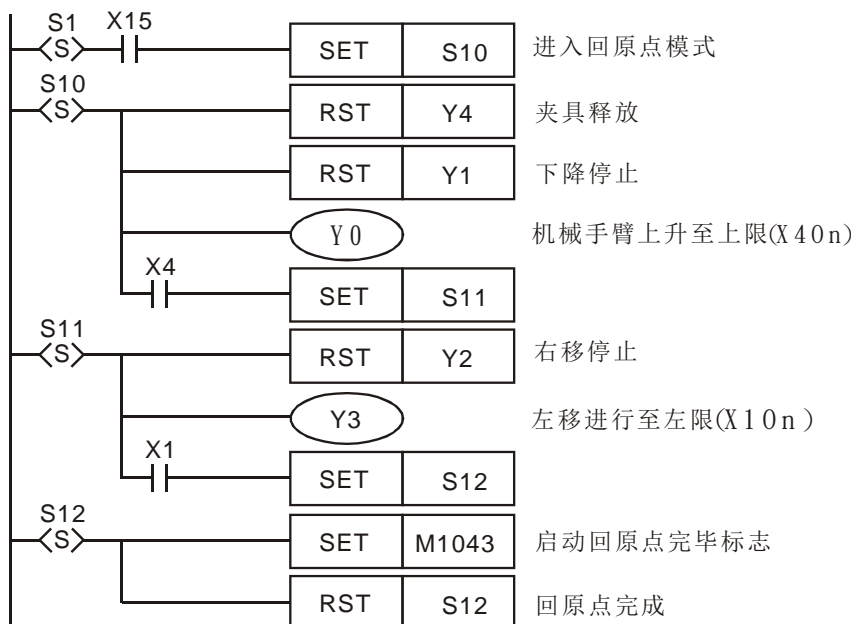 S1 X15
S
SET S10 进入回原点模式
S10
S
RST Y4 夹具释放
RST Y1 下降停止
Y0 机械手臂上升至上限(X40n)
X4
SET S11
S11
S
RST Y2 右移停止
Y3 左移进行至左限(X10n)
X1
SET S12
S12
S
SET M1043 启动回原点完毕标志
RST S12 回原点完成